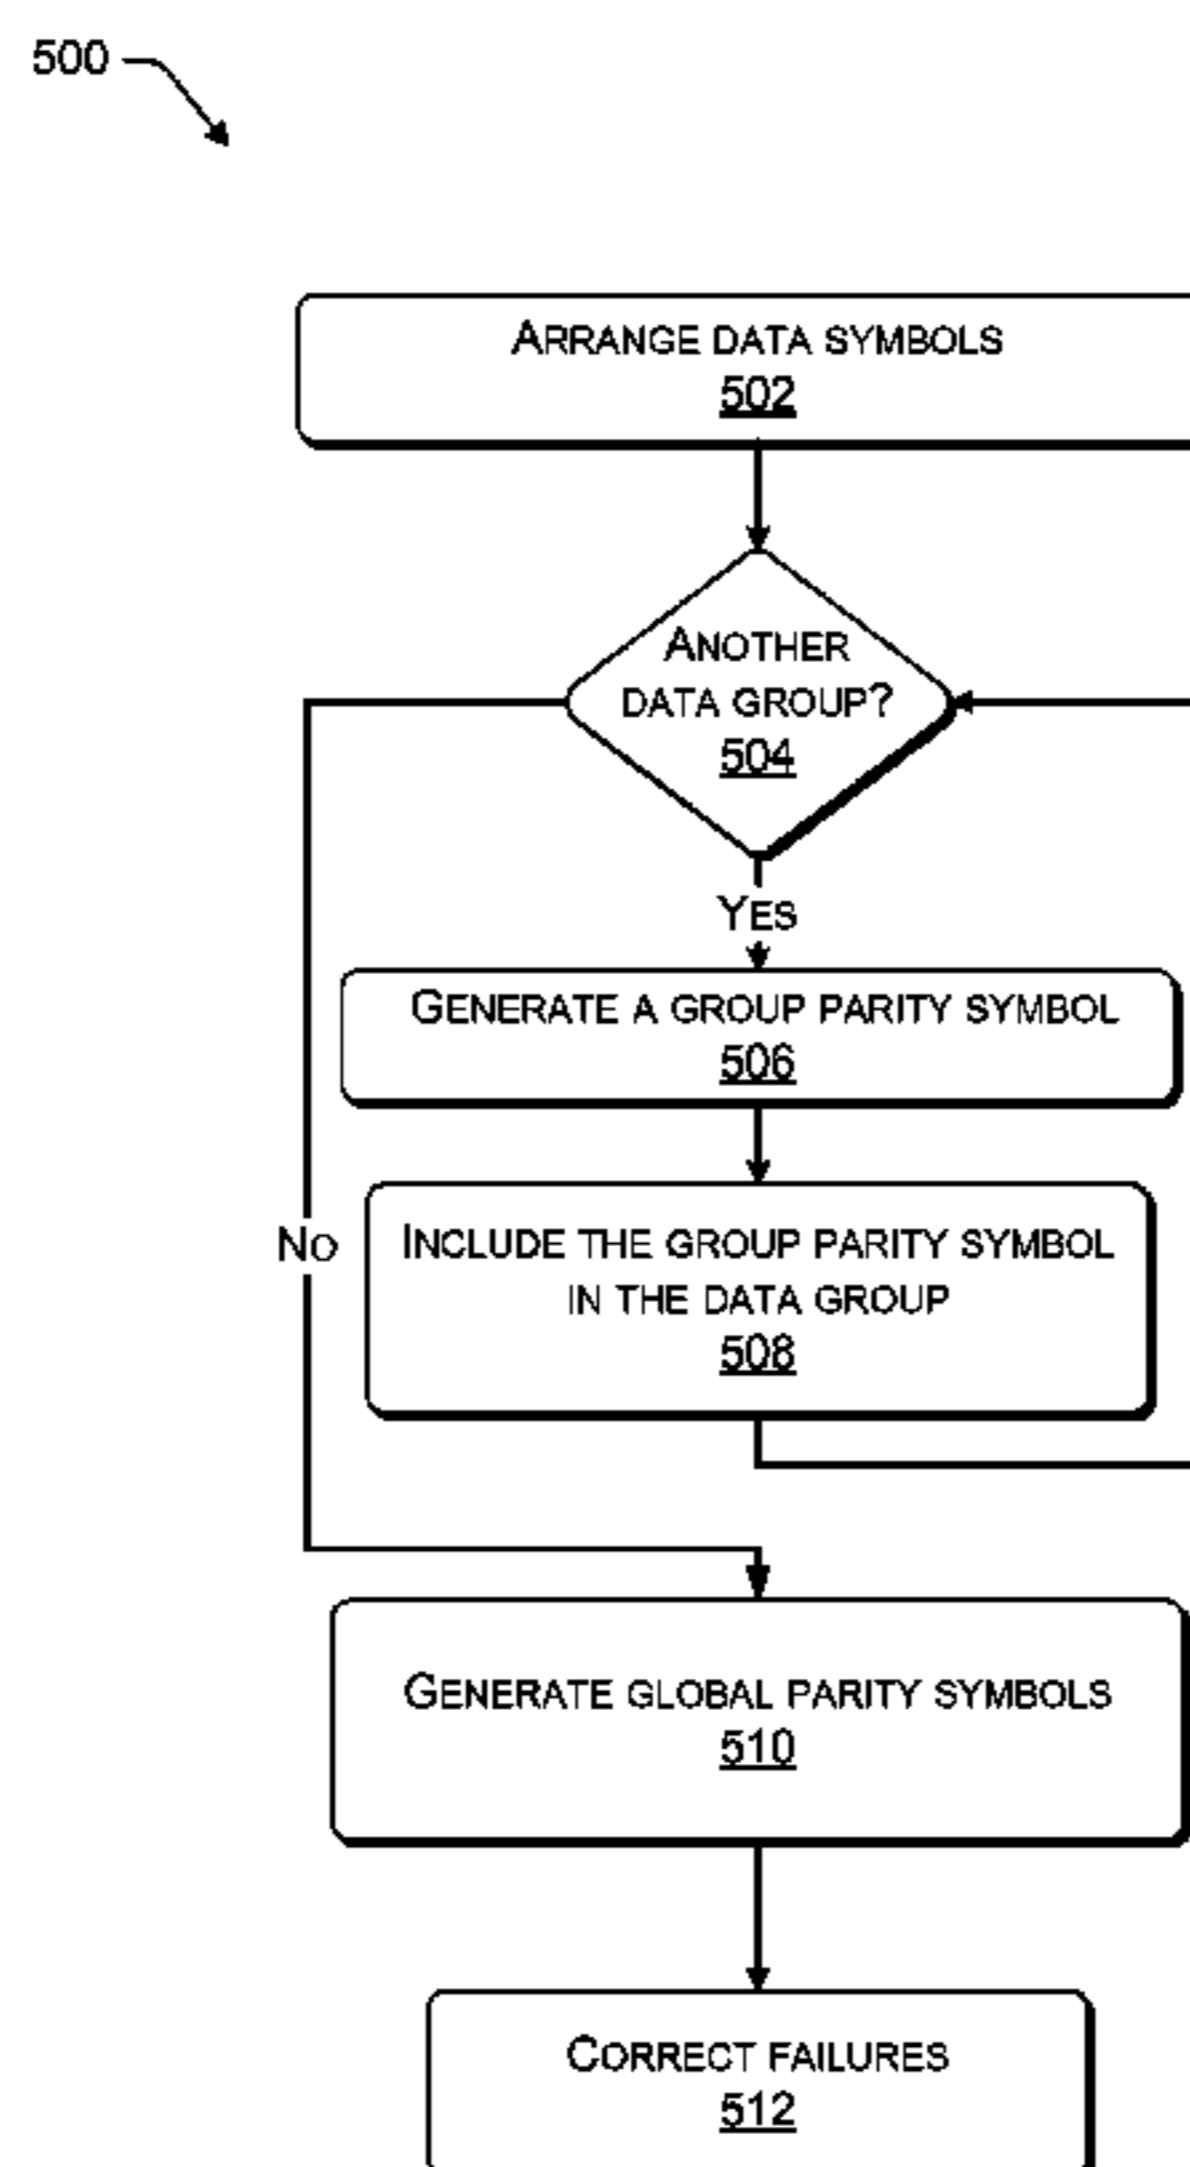 500
ARRANGE DATA SYMBOLS
502
ANOTHER
DATA GROUP?
504
YES
GENERATE A GROUP PARITY SYMBOL
506
NO
INCLUDE THE GROUP PARITY SYMBOL
IN THE DATA GROUP
508
GENERATE GLOBAL PARITY SYMBOLS
510
CORRECT FAILURES
512